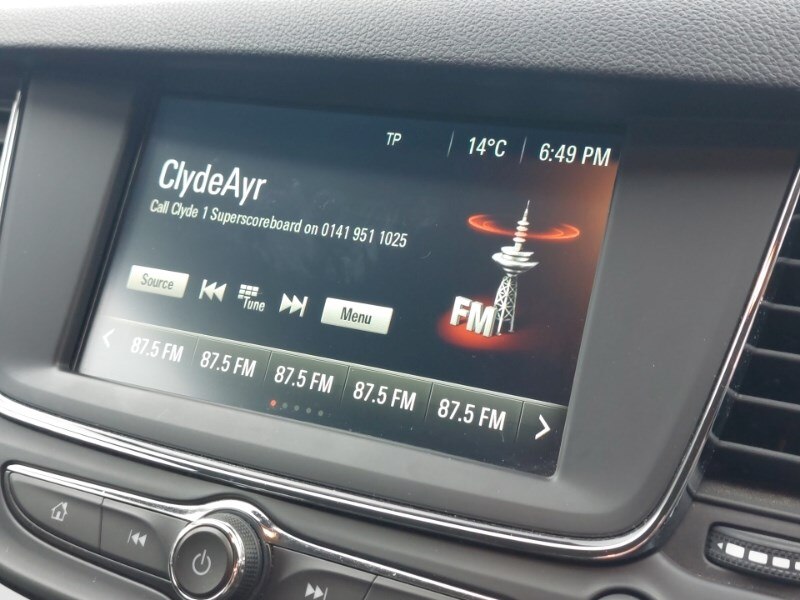 TP 14°C 6:49 PM
ClydeAyr
Call Clyde 1 Superscoreboard on 0141 951 1025
Source Tune Menu
FM
87.5 FM 87.5 FM 87.5 FM 87.5 FM 87.5 FM